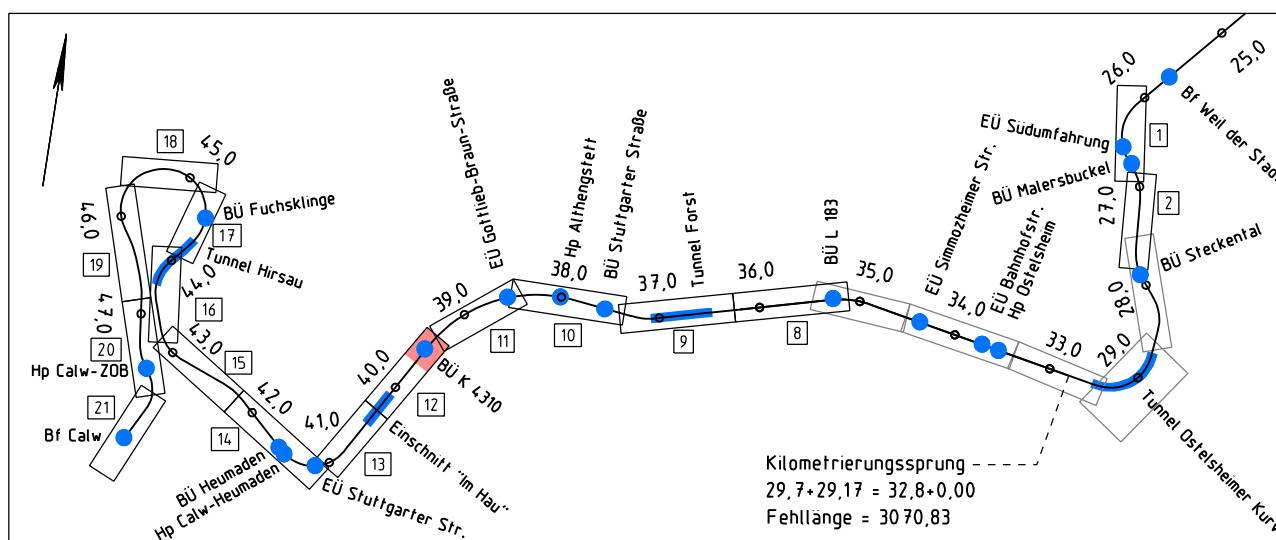 25,0
26,0
Bf Weil der Stadt
EÜ Südumfahrung
1
BÜ Malersbuckel
27,0
2
BÜ Steckental
28,0
29,0
Tunnel Ostelsheimer Kurv
33,0
EÜ Bahnhofstr.
Hp Ostelsheim
34,0
EÜ Simmozheimer Str.
35,0
BÜ L 183
8
36,0
Tunnel Forst
37,0
9
BÜ Stuttgarter Straße
Hp Althengstett
38,0
10
EÜ Gottlieb-Braun-Straße
11
39,0
BÜ K 4310
12
40,0
Einschnitt "Im Hau"
13
41,0
EÜ Stuttgarter Str.
BÜ Heumaden
Hp Calw-Heumaden
14
42,0
15
43,0
16
44,0
Tunnel Hirsau
17
BÜ Fuchsklinge
45,0
18
46,0
19
47,0
20
Hp Calw-ZOB
21
Bf Calw
Kilometrierungssprung
29,7+29,17 = 32,8+0,00
Fehllänge = 3070,83